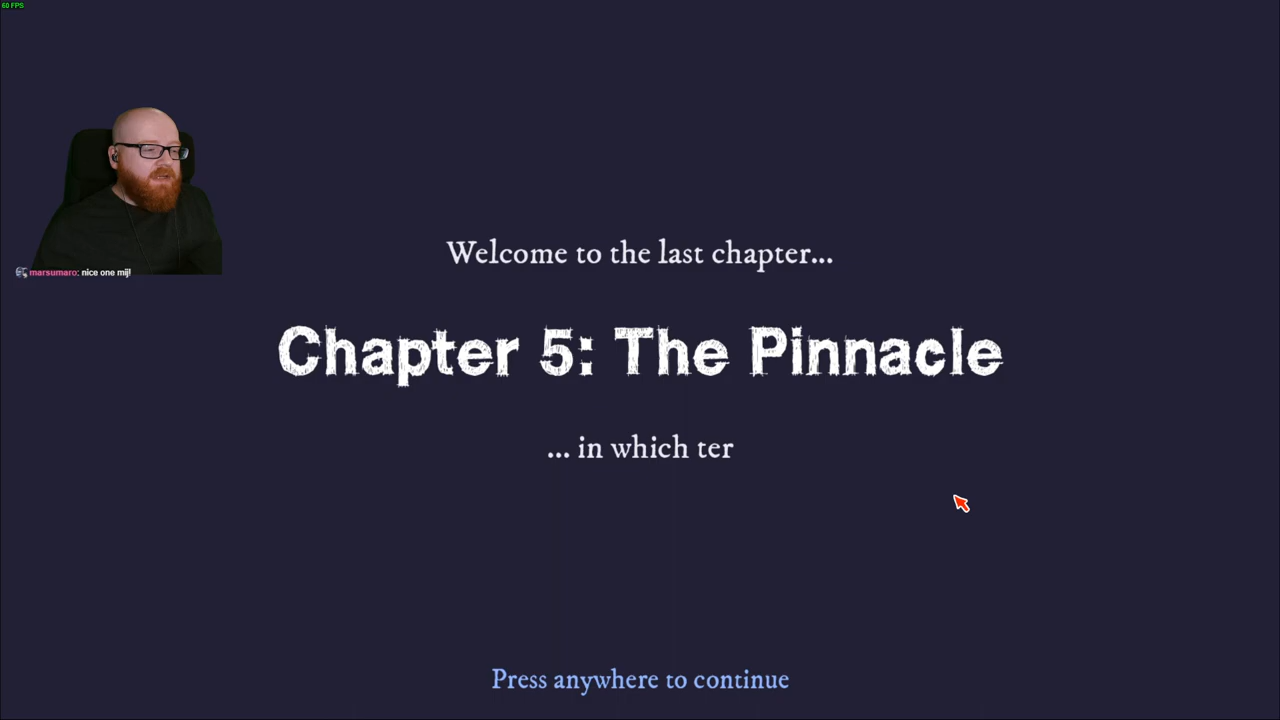 60 FPS
marsumaro: nice one mij!
Welcome to the last chapter...
Chapter 5: The Pinnacle
... in which ter
Press anywhere to continue